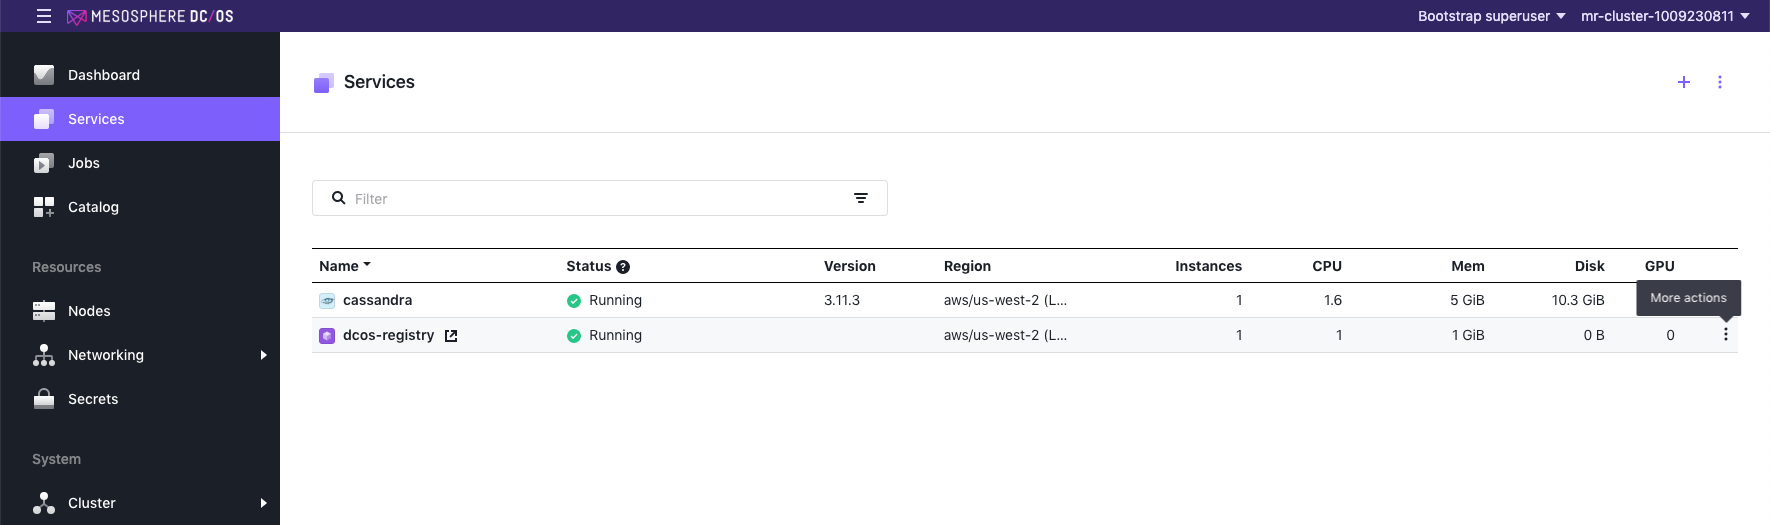 MESOSPHERE DC/OS
Bootstrap superuser mr-cluster-1009230811
Dashboard
Services
Jobs
Catalog
Resources
Nodes
Networking
Secrets
System
Cluster
Services
Filter
Name Status ? Version Region Instances CPU Mem Disk GPU
cassandra Running 3.11.3 aws/us-west-2 (L... 1 1.6 5 GiB 10.3 GiB
More actions
dcos-registry Running aws/us-west-2 (L... 1 1 1 GiB 0 B 0